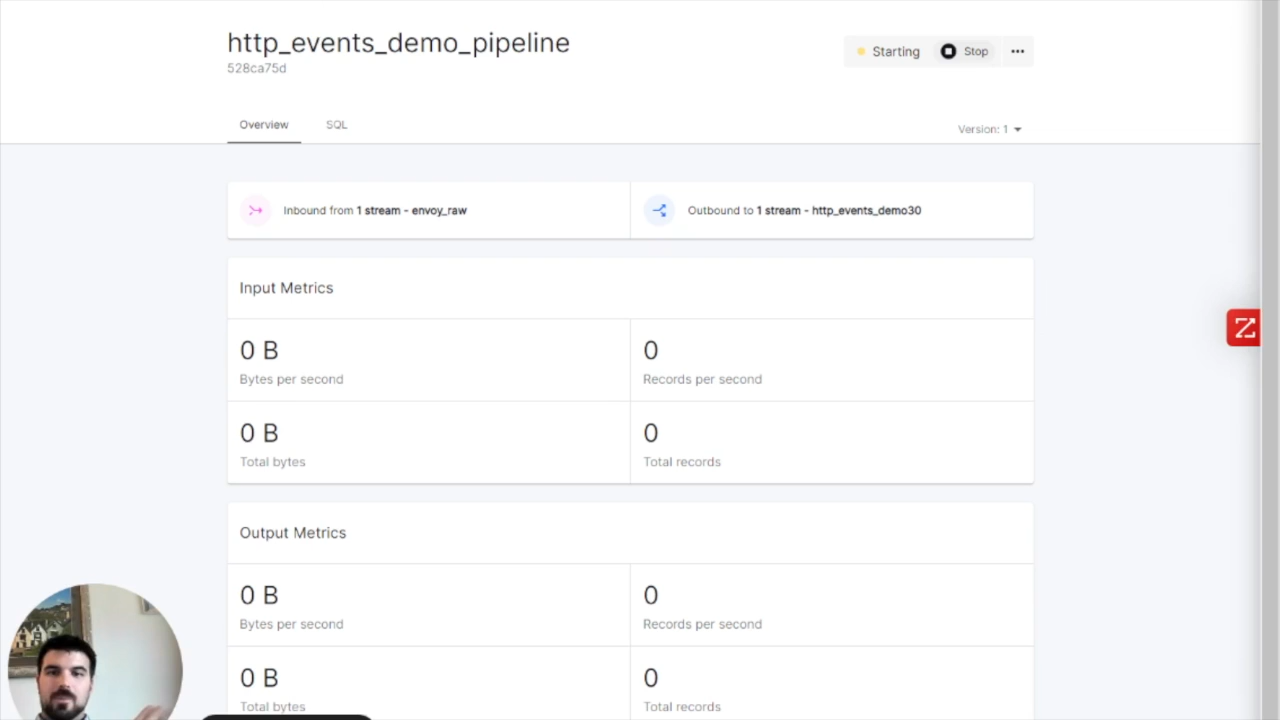 http_events_demo_pipeline
528ca75d
Starting
Stop
Overview
SQL
Version: 1
Inbound from 1 stream - envoy_raw
Outbound to 1 stream - http_events_demo30
Input Metrics
0 B
0
Bytes per second
Records per second
0 B
0
Total bytes
Total records
Output Metrics
0 B
0
Bytes per second
Records per second
0 B
0
Total bytes
Total records